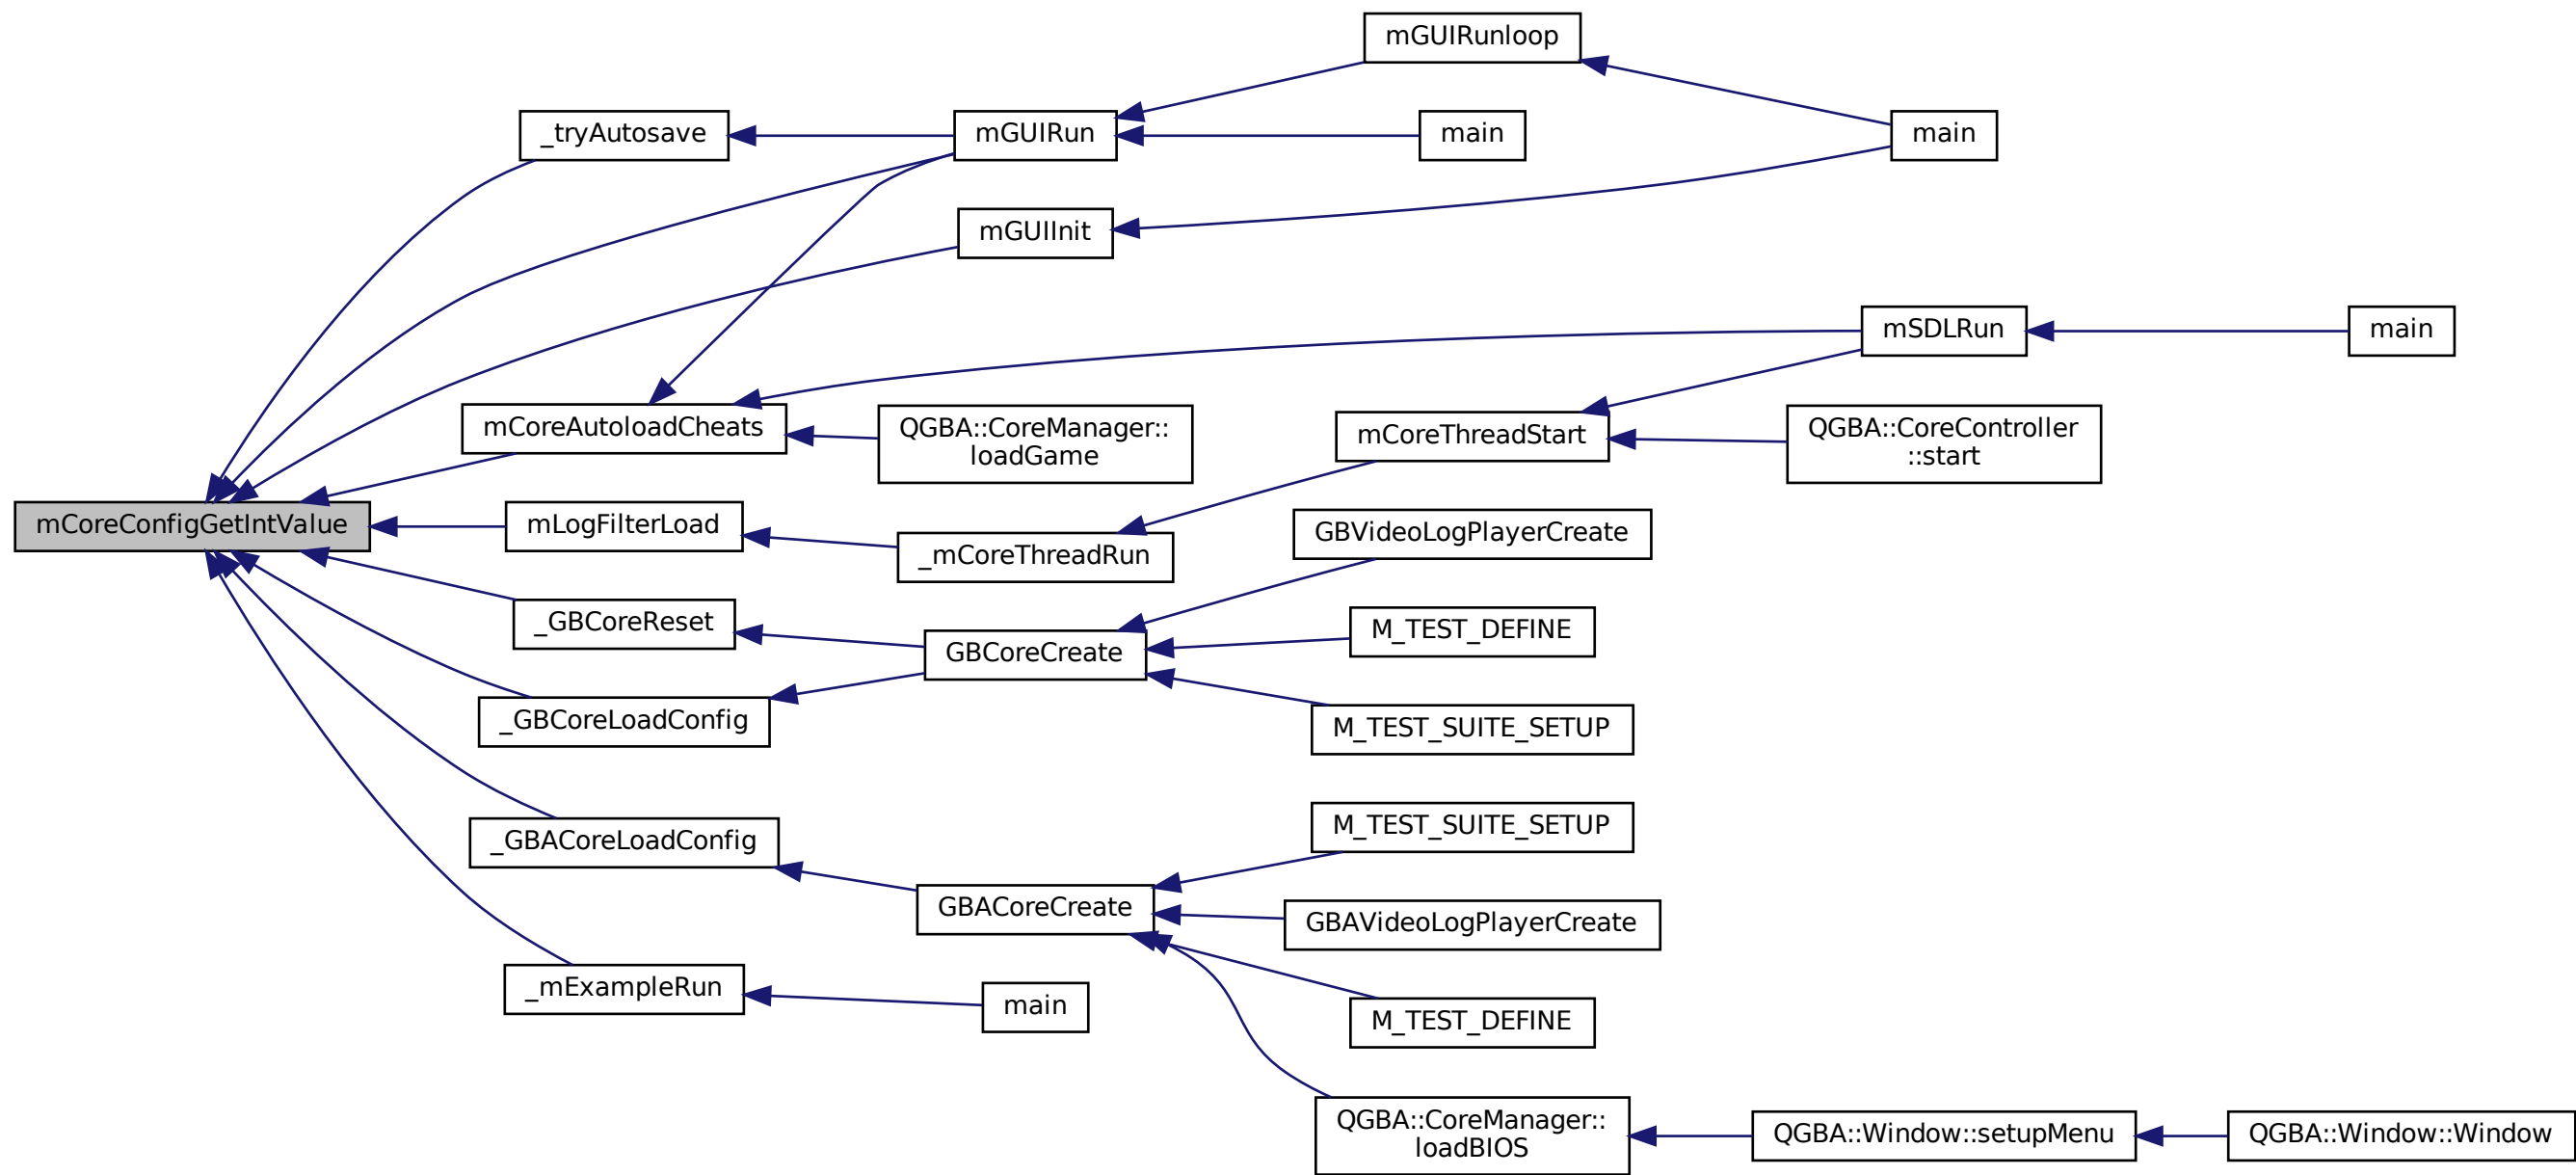 mGUIRunloop
_tryAutosave
mGUIRun
main
main
mGUIInit
mSDLRun
main
mCoreAutoloadCheats
QGBA::CoreManager::
loadGame
mCoreThreadStart
QGBA::CoreController
::start
mCoreConfigGetIntValue
mLogFilterLoad
_mCoreThreadRun
GBVideoLogPlayerCreate
_GBCoreReset
GBCoreCreate
M_TEST_DEFINE
_GBCoreLoadConfig
M_TEST_SUITE_SETUP
_GBACoreLoadConfig
M_TEST_SUITE_SETUP
GBACoreCreate
GBAVideoLogPlayerCreate
_mExampleRun
main
M_TEST_DEFINE
QGBA::CoreManager::
loadBIOS
QGBA::Window::setupMenu
QGBA::Window::Window